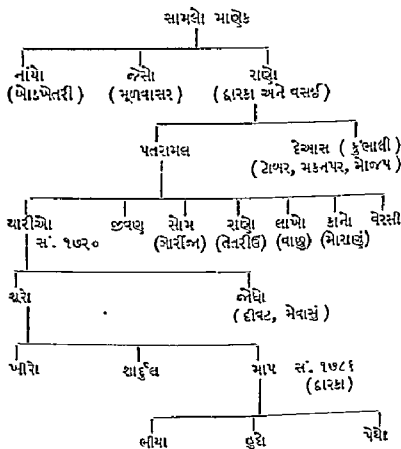 સામલો માણેક
નાંયો જેસો રાણો
(ખોડખેતરી) (મૂળવાસર) (દ્વારકા અને વસઈ)
પતરામલ દેઆસ (કુંભાલી)
(ટોબર, મકનપર, મોજપ)
થારીઓ જીવણ સોમ રાણો લાખો કાનો વેરસી
સં. ૧૭૨૦ (ગોરીંજા) (તેતરીઉ) (વાછુ) (મોરાણું)
ચૂરો જોધો
(દીવટ, મેવાસું)
ખીરો શાર્દુલ માપ સં. ૧૭૮૬
(દ્વારકા)
ભીયા હુદો પેથો